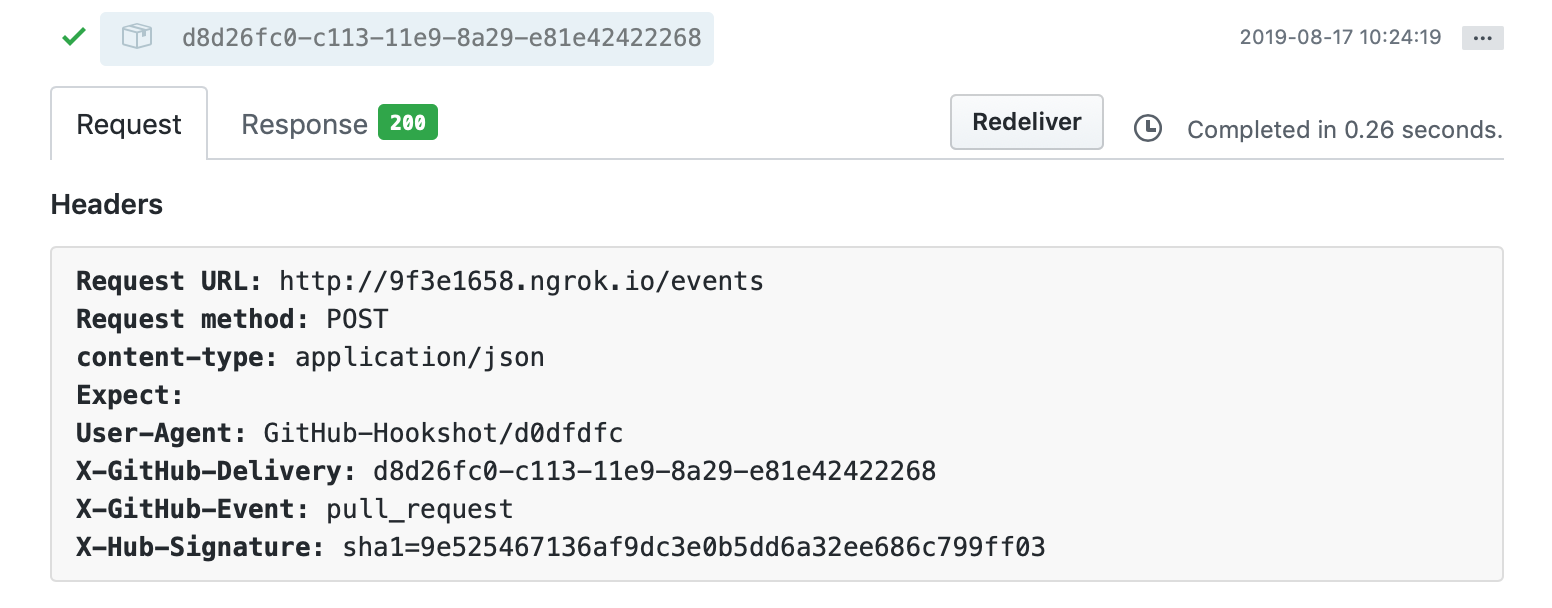 d8d26fc0-c113-11e9-8a29-e81e42422268 2019-08-17 10:24:19 ...
Request Response 200 Redeliver Completed in 0.26 seconds.
Headers
Request URL: http://9f3e1658.ngrok.io/events
Request method: POST
content-type: application/json
Expect:
User-Agent: GitHub-Hookshot/d0dfdfc
X-GitHub-Delivery: d8d26fc0-c113-11e9-8a29-e81e42422268
X-GitHub-Event: pull_request
X-Hub-Signature: sha1=9e525467136af9dc3e0b5dd6a32ee686c799ff03